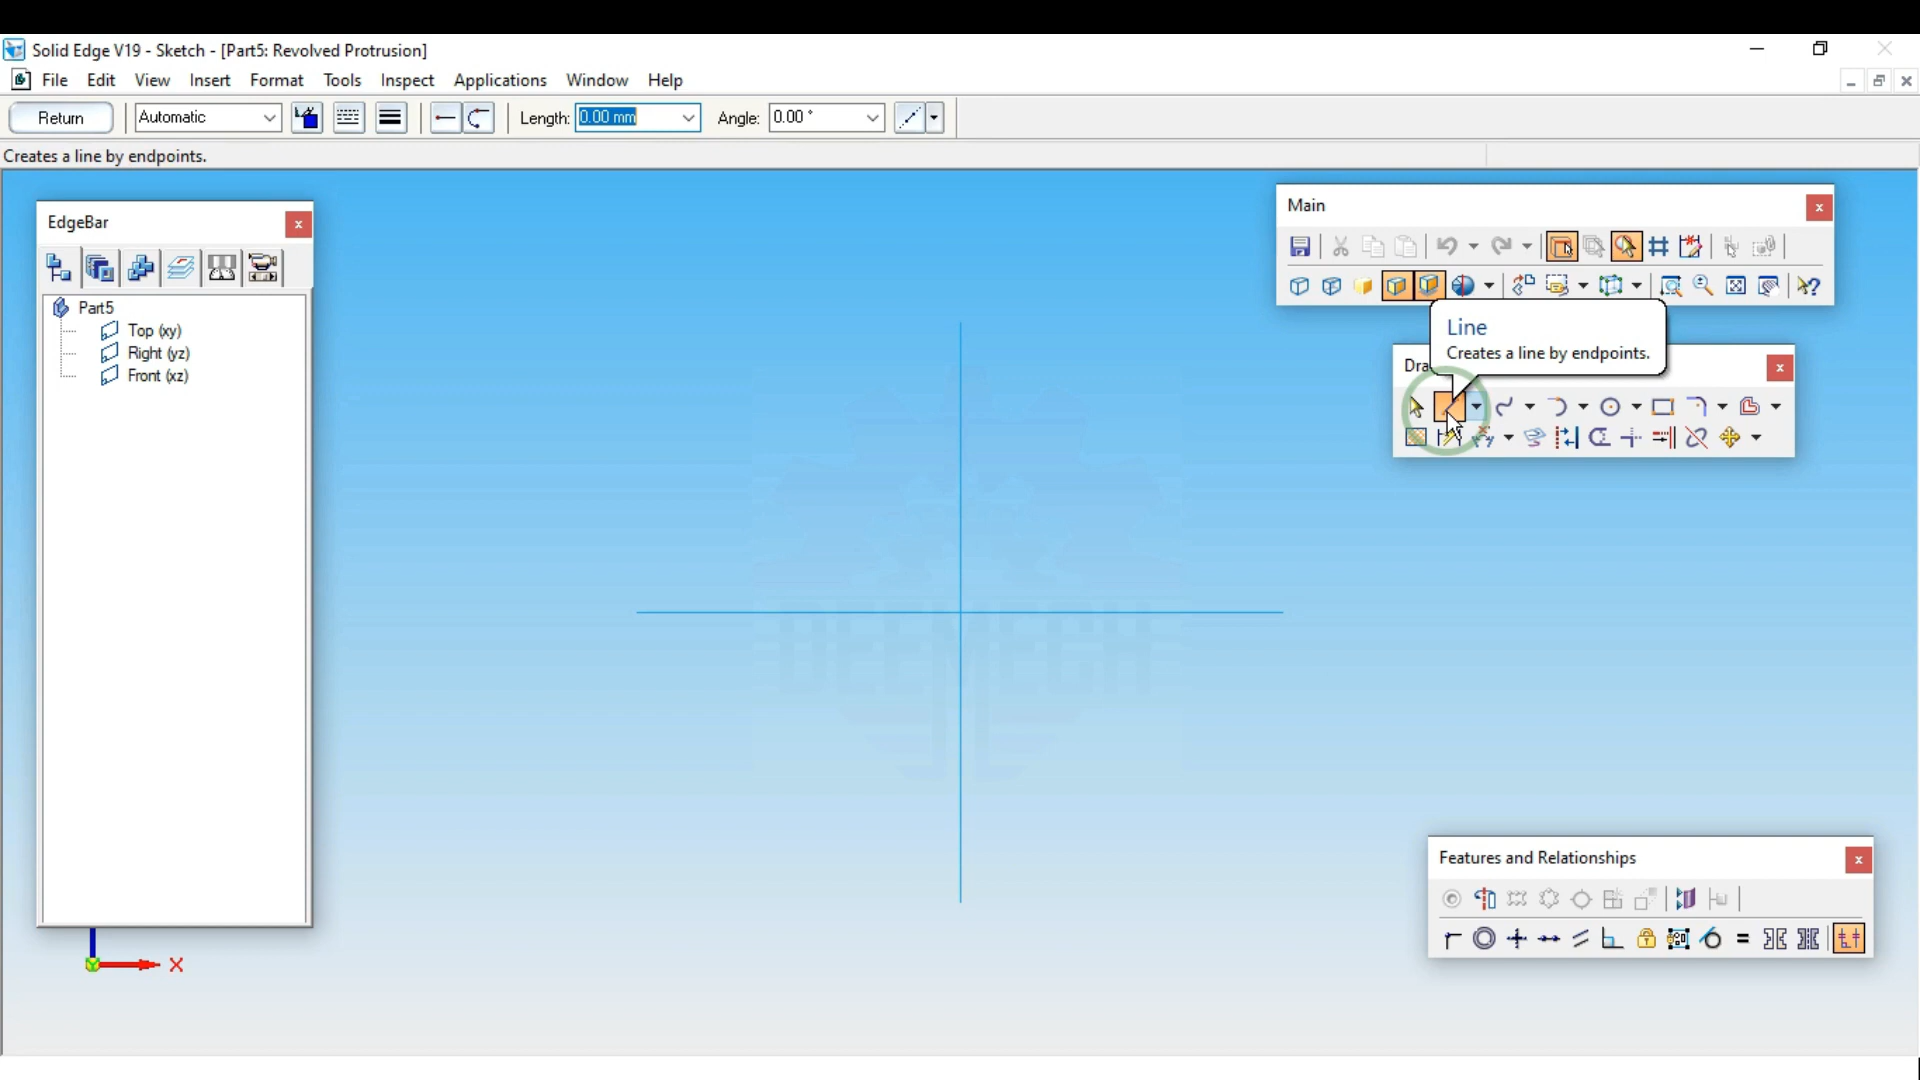 Solid Edge V19 - Sketch - [Part5: Revolved Protrusion]
File Edit View Insert Format Tools Inspect Applications Window Help
Return Automatic Length: 0.00 mm Angle: 0.00 °
Creates a line by endpoints.
EdgeBar
Part5
Top (xy)
Right (yz)
Front (xz)
X
Main
Line
Creates a line by endpoints.
Dra
DEEMECH
Features and Relationships